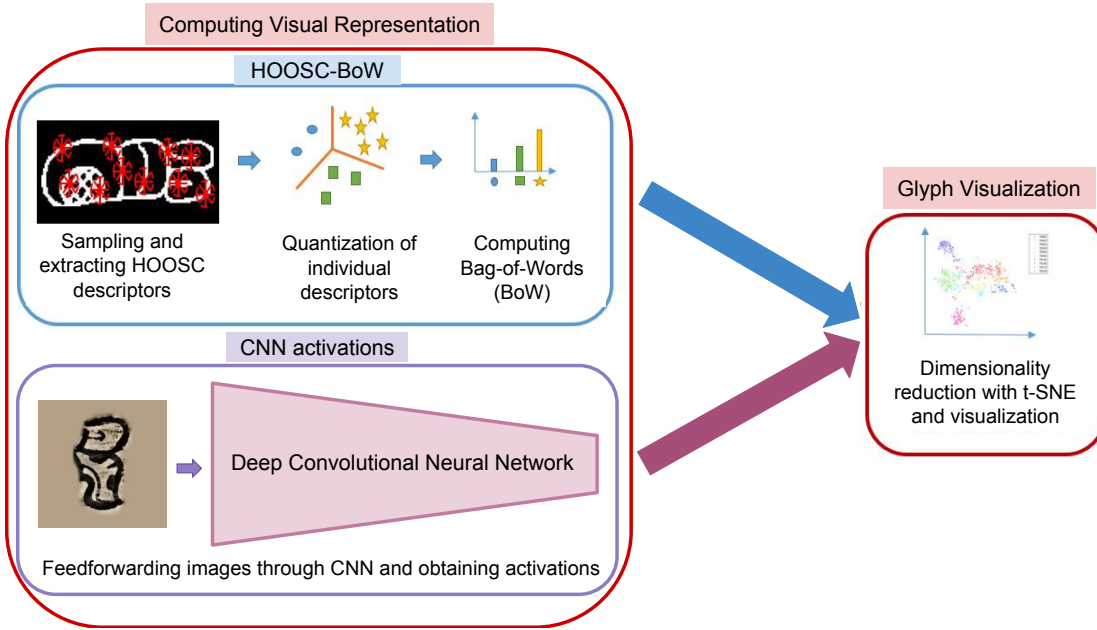 Computing Visual Representation
HOOSC-BoW
Sampling and
extracting HOOSC
descriptors
Quantization of
individual
descriptors
Computing
Bag-of-Words
(BoW)
CNN activations
Deep Convolutional Neural Network
Feedforwarding images through CNN and obtaining activations
Glyph Visualization
Dimensionality
reduction with t-SNE
and visualization